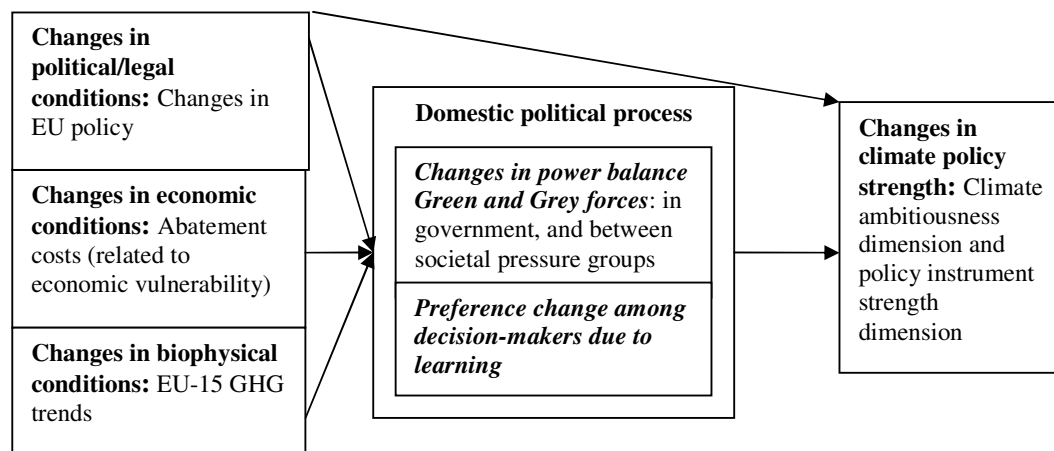 Changes in
political/legal
conditions: Changes in
EU policy
Changes in economic
conditions: Abatement
costs (related to
economic vulnerability)
Changes in biophysical
conditions: EU-15 GHG
trends
Domestic political process
Changes in power balance
Green and Grey forces: in
government, and between
societal pressure groups
Preference change among
decision-makers due to
learning
Changes in
climate policy
strength: Climate
ambitiousness
dimension and
policy instrument
strength
dimension